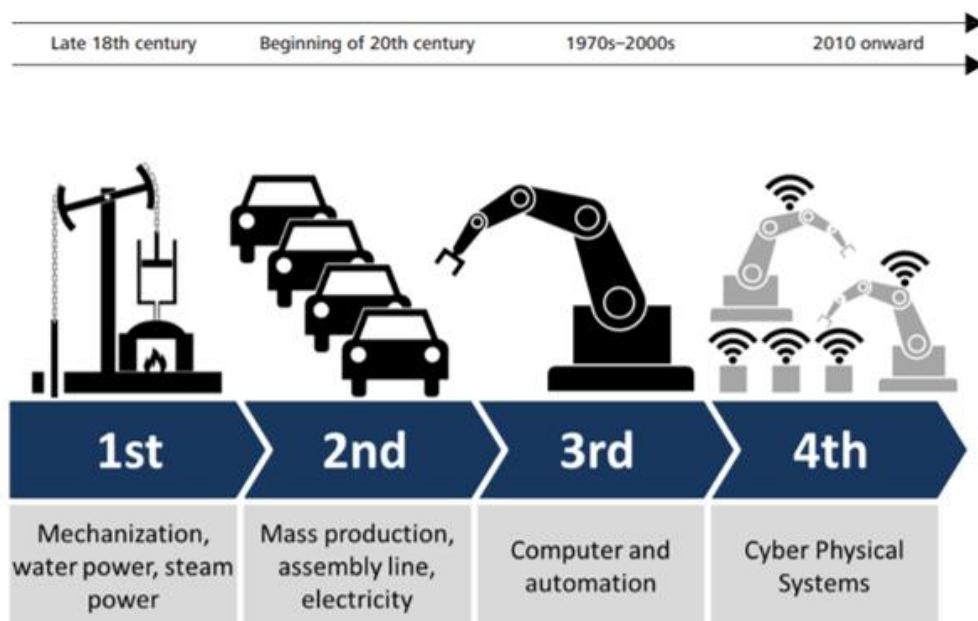 Late 18th century
Beginning of 20th century
1970s–2000s
2010 onward
1st
2nd
3rd
4th
Mechanization,
water power, steam
power
Mass production,
assembly line,
electricity
Computer and
automation
Cyber Physical
Systems